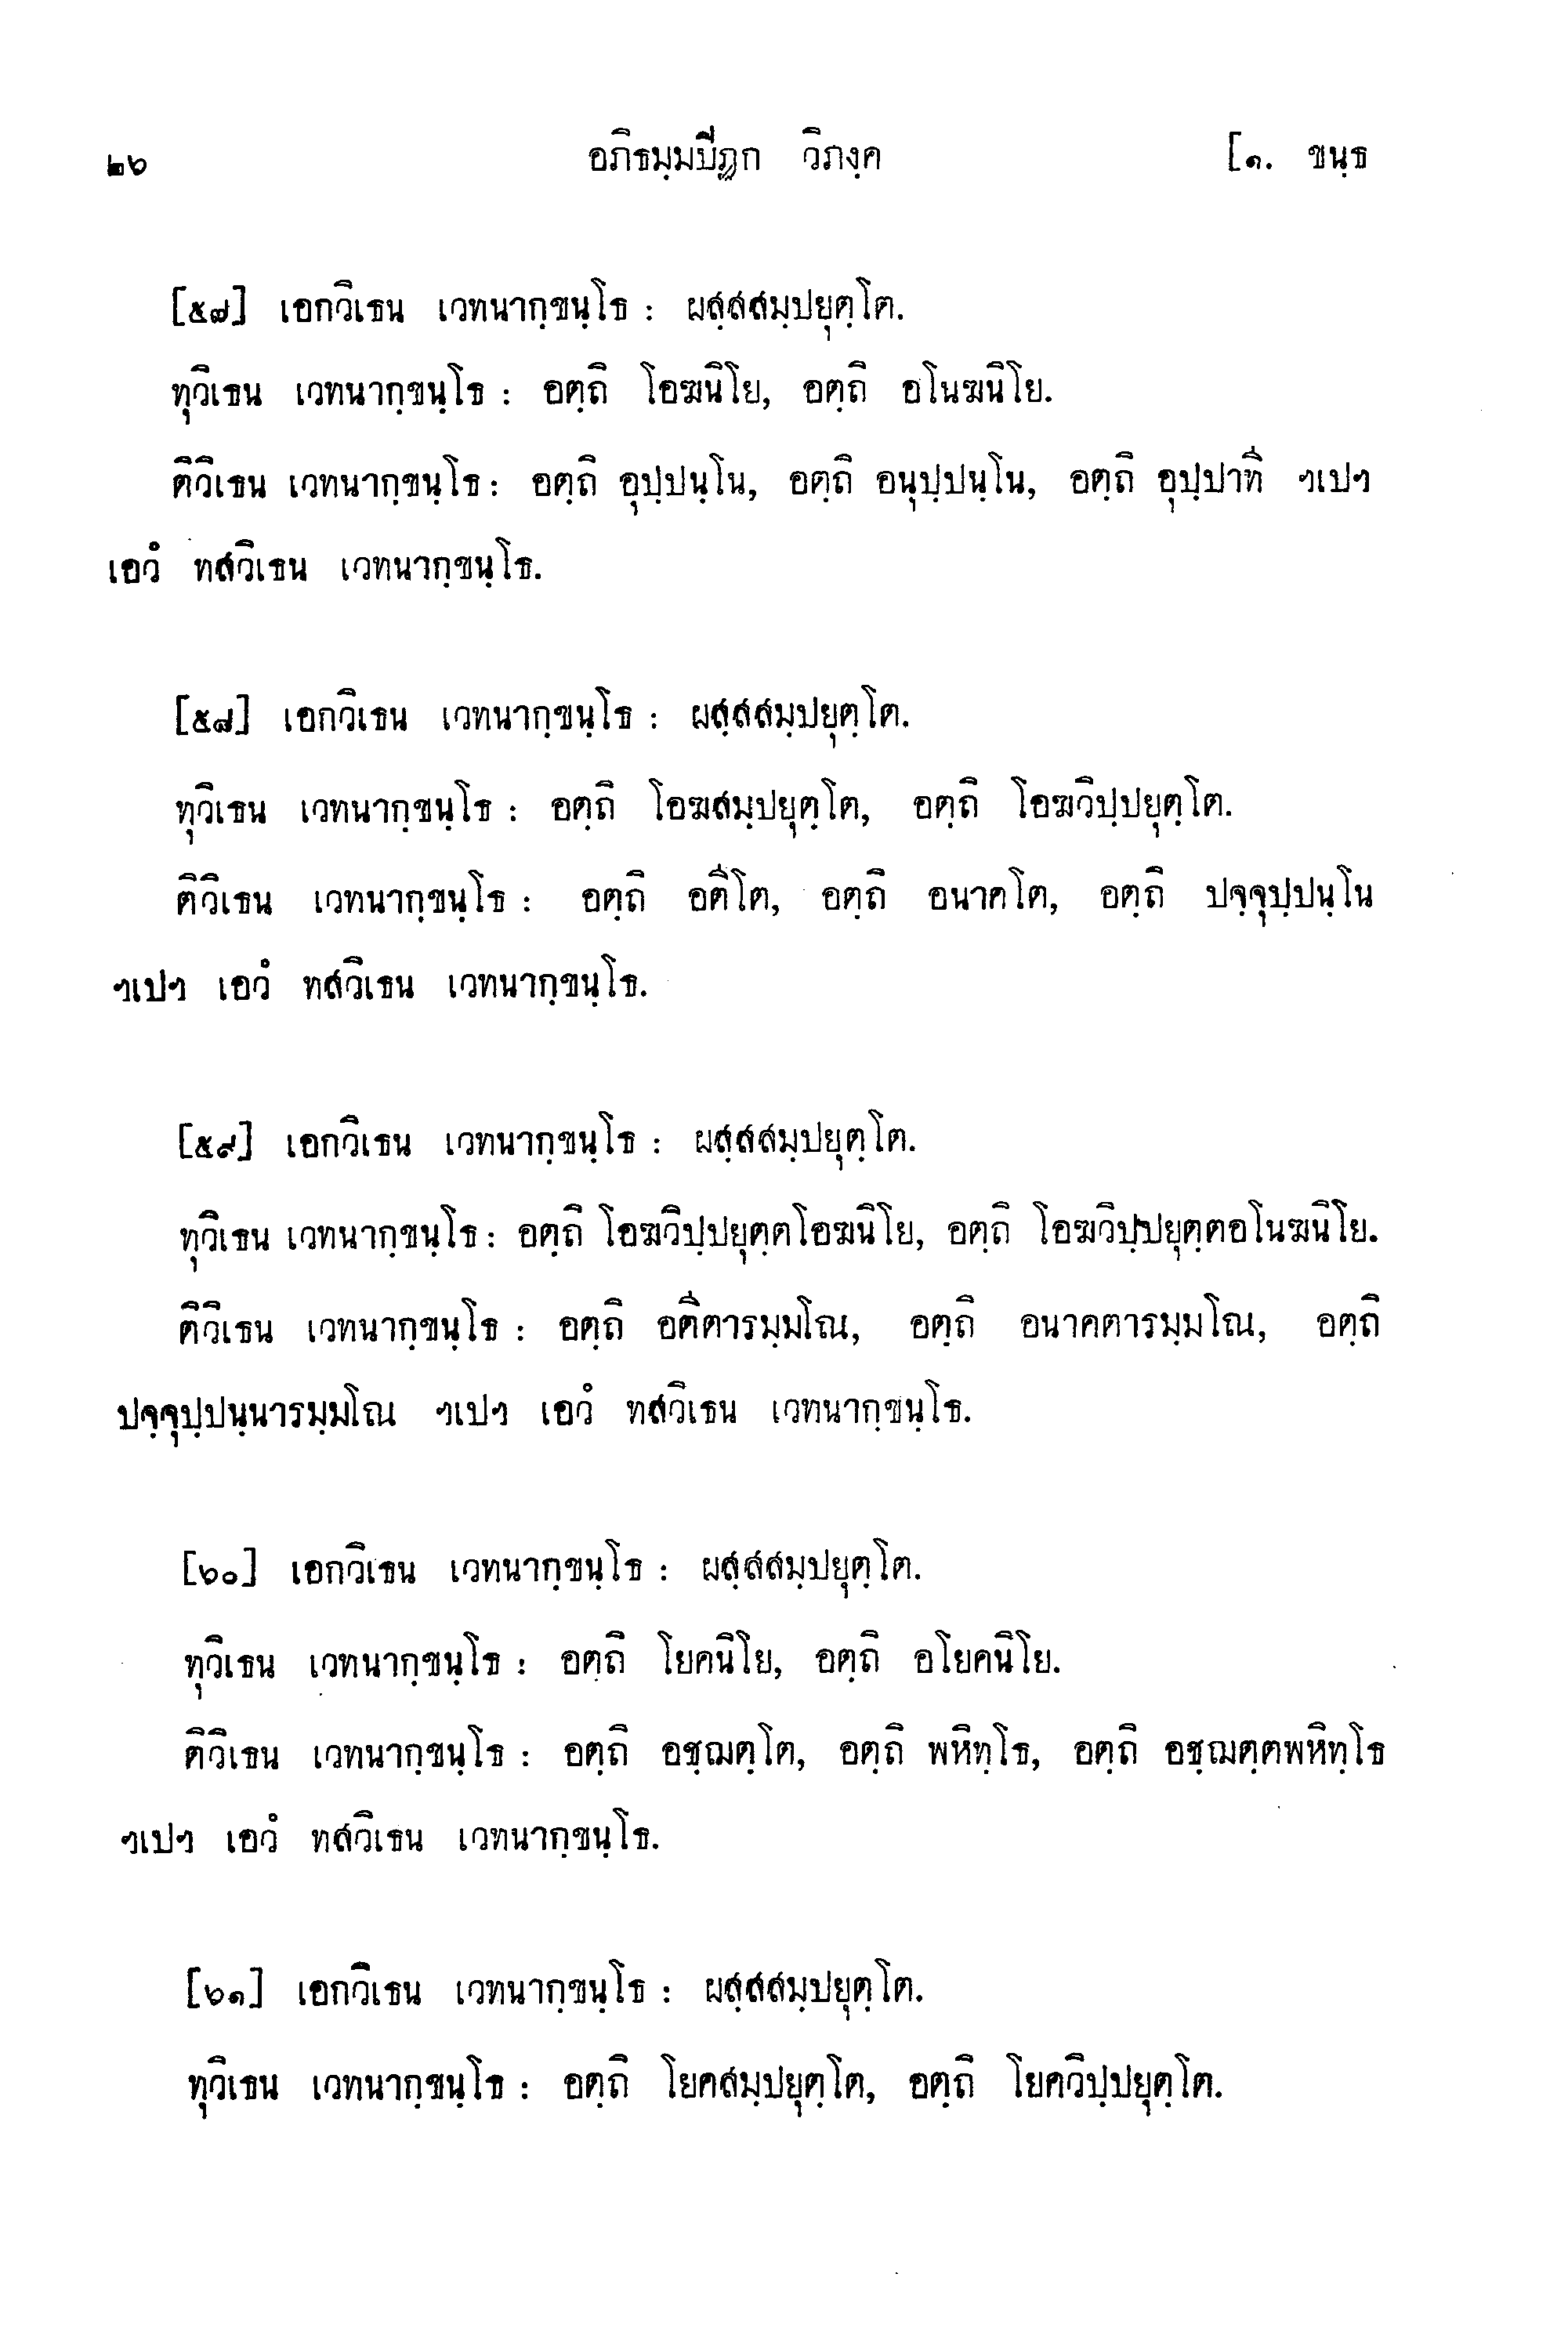 ๒๖ อภิธมฺมปีฎก วิภงฺค [๑. ขนฺธ
[๕๗] เอกวิเธน เวทนากฺขนฺโธ : ผสฺสสมฺปยุตฺโต.
ทุวิเธน เวทนากฺขนฺโธ : อตฺถิ โอฆนิโย, อตฺถิ อโนฆนิโย.
ติวิเธน เวทนากฺขนฺโธ : อตฺถิ อุปฺปนฺโน, อตฺถิ อนุปฺปนฺโน, อตฺถิ อุปฺปาที ฯเปฯ
เอวํ ทสวิเธน เวทนากฺขนฺโธ.
[๕๘] เอกวิเธน เวทนากฺขนฺโธ : ผสฺสสมฺปยุตฺโต.
ทุวิเธน เวทนากฺขนฺโธ : อตฺถิ โอฆสมฺปยุตฺโต, อตฺถิ โอฆวิปฺปยุตฺโต.
ติวิเธน เวทนากฺขนฺโธ : อตฺถิ อตีโต, อตฺถิ อนาคโต, อตฺถิ ปจฺจุปฺปนฺโน
ฯเปฯ เอวํ ทสวิเธน เวทนากฺขนฺโธ.
[๕๙] เอกวิเธน เวทนากฺขนฺโธ : ผสฺสสมฺปยุตฺโต.
ทุวิเธน เวทนากฺขนฺโธ : อตฺถิ โอฆวิปฺปยุตฺตโอฆนิโย, อตฺถิ โอฆวิปฺปยุตฺตอโนฆนิโย.
ติวิเธน เวทนากฺขนฺโธ : อตฺถิ อตีตารมฺมโณ, อตฺถิ อนาคตารมฺมโณ, อตฺถิ
ปจฺจุปฺปนฺนารมฺมโณ ฯเปฯ เอวํ ทสวิเธน เวทนากฺขนฺโธ.
[๖๐] เอกวิเธน เวทนากฺขนฺโธ : ผสฺสสมฺปยุตฺโต.
ทุวิเธน เวทนากฺขนฺโธ : อตฺถิ โยคนิโย, อตฺถิ อโยคนิโย.
ติวิเธน เวทนากฺขนฺโธ : อตฺถิ อชฺฌตฺโต, อตฺถิ พหิทฺโธ, อตฺถิ อชฺฌตฺตพหิทฺโธ
ฯเปฯ เอวํ ทสวิเธน เวทนากฺขนฺโธ.
[๖๑] เอกวิเธน เวทนากฺขนฺโธ : ผสฺสสมฺปยุตฺโต.
ทุวิเธน เวทนากฺขนฺโธ : อตฺถิ โยคสมฺปยุตฺโต, อตฺถิ โยควิปฺปยุตฺโต.